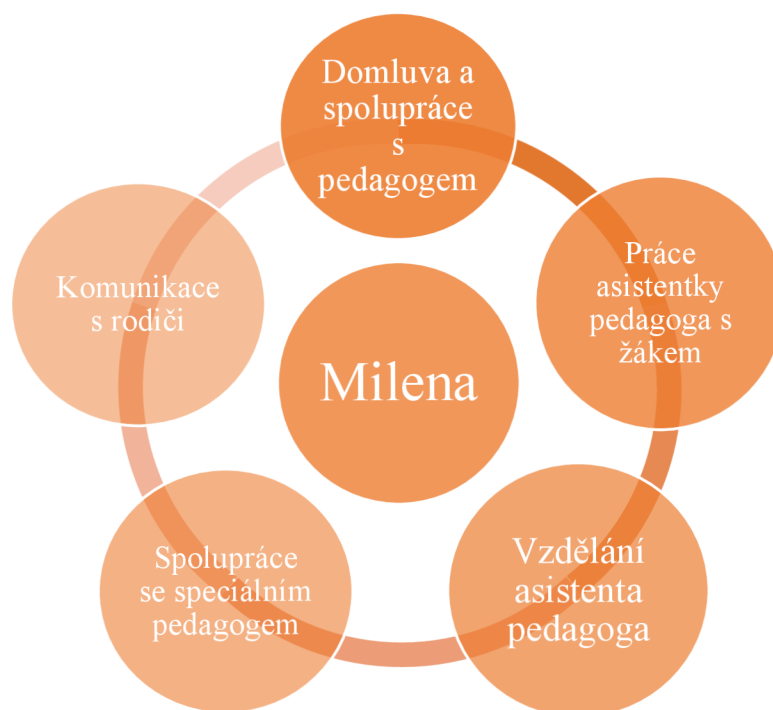 Domluva a
spolupráce
s
pedagogem
Práce
asistentky
pedagoga s
žákem
Komunikace
s rodiči
Milena
Vzdělání
asistenta
pedagoga
Spolupráce
se speciálním
pedagogem